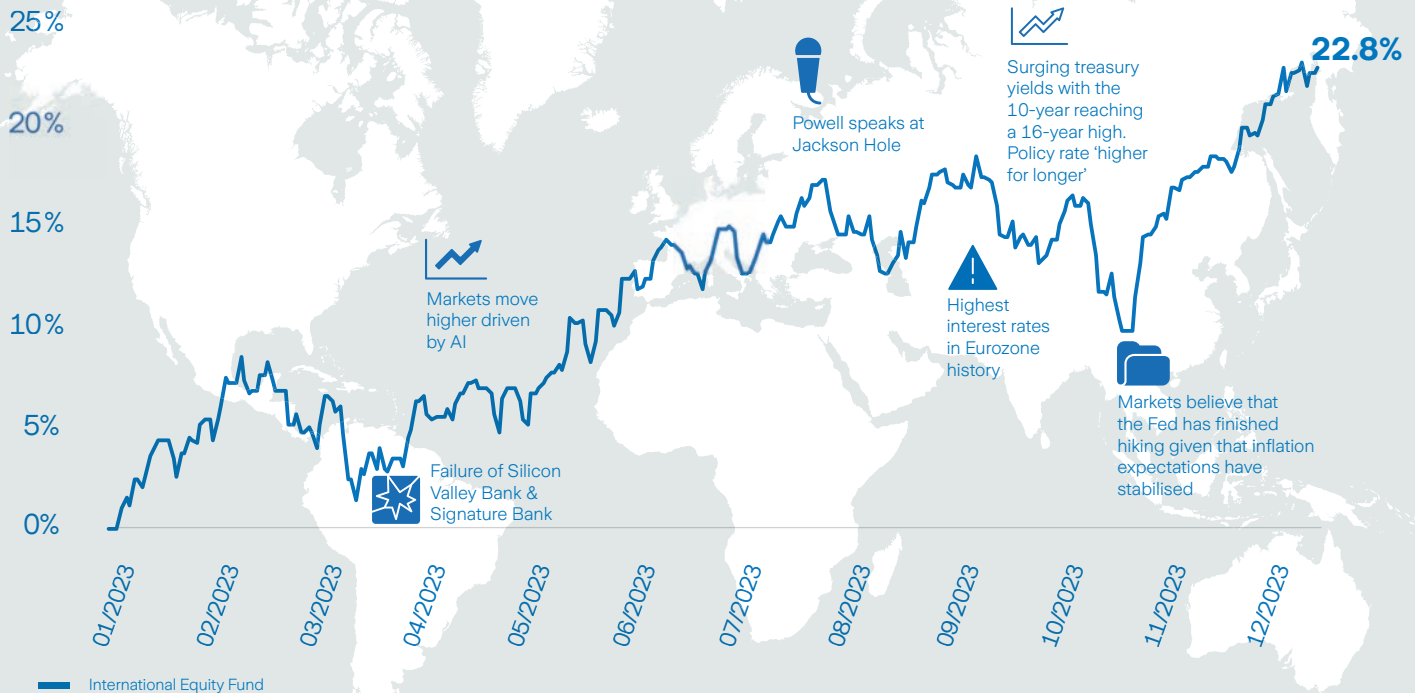 25%
20%
15%
10%
5%
0%
22.8%
Surging treasury
yields with the
10-year reaching
a 16-year high.
Policy rate ‘higher
for longer’
Powell speaks at
Jackson Hole
Markets move
higher driven
by AI
Highest
interest rates
in Eurozone
history
Markets believe that
the Fed has finished
hiking given that inflation
expectations have
stabilised
Failure of Silicon
Valley Bank &
Signature Bank
01/2023
02/2023
03/2023
04/2023
05/2023
06/2023
07/2023
08/2023
09/2023
10/2023
11/2023
12/2023
International Equity Fund